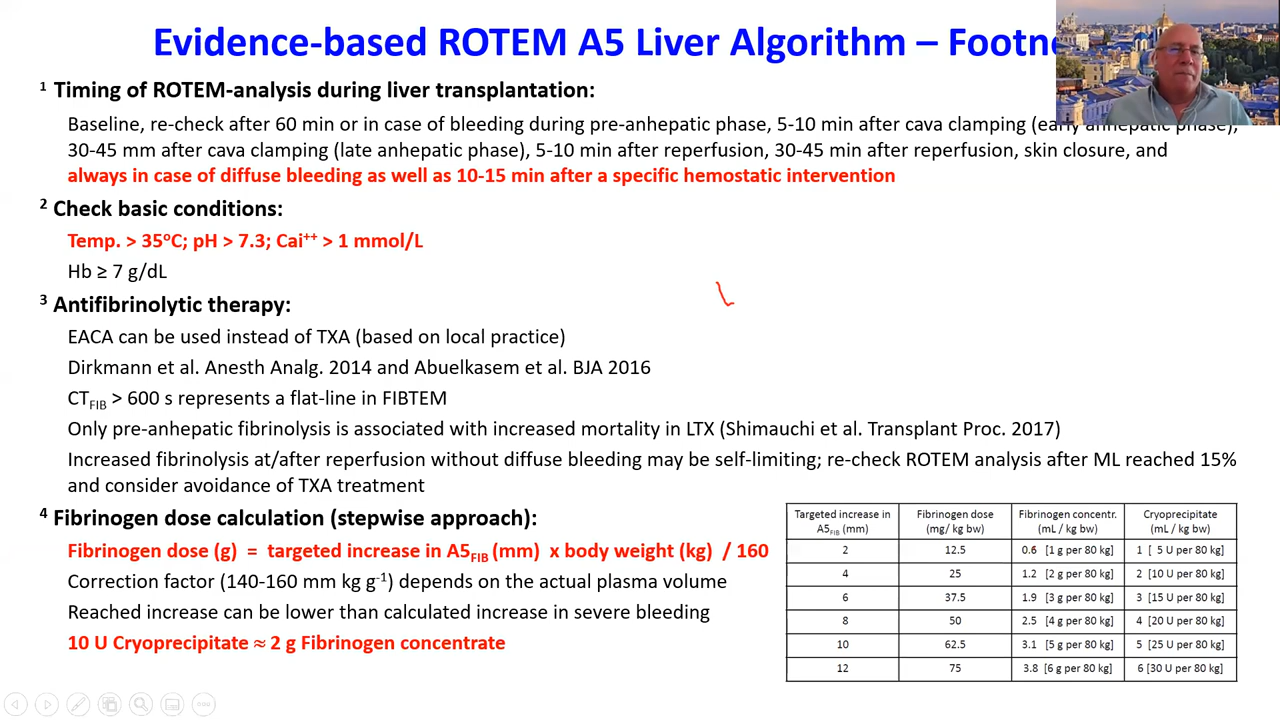 Evidence-based ROTEM A5 Liver Algorithm –
¹ Timing of ROTEM-analysis during liver transplantation:
Baseline, re-check after 60 min or in case of bleeding during pre-anhepatic phase, 5-10 min after cava clamping (early anhepatic phase),
30-45 mm after cava clamping (late anhepatic phase), 5-10 min after reperfusion, 30-45 min after reperfusion, skin closure, and
always in case of diffuse bleeding as well as 10-15 min after a specific hemostatic intervention
² Check basic conditions:
Temp. > 35°C; pH > 7.3; Cai⁺⁺ > 1 mmol/L
Hb ≥ 7 g/dL
³ Antifibrinolytic therapy:
EACA can be used instead of TXA (based on local practice)
Dirkmann et al. Anesth Analg. 2014 and Abuelkasem et al. BJA 2016
CT_FIB > 600 s represents a flat-line in FIBTEM
Only pre-anhepatic fibrinolysis is associated with increased mortality in LTX (Shimauchi et al. Transplant Proc. 2017)
Increased fibrinolysis at/after reperfusion without diffuse bleeding may be self-limiting; re-check ROTEM analysis after ML reached 15%
and consider avoidance of TXA treatment
⁴ Fibrinogen dose calculation (stepwise approach):
Fibrinogen dose (g) = targeted increase in A5_FIB (mm) x body weight (kg) / 160
Correction factor (140-160 mm kg g⁻¹) depends on the actual plasma volume
Reached increase can be lower than calculated increase in severe bleeding
10 U Cryoprecipitate ≈ 2 g Fibrinogen concentrate
Targeted increase in A5_FIB (mm) Fibrinogen dose (mg/ kg bw) Fibrinogen concentr. (mL / kg bw) Cryoprecipitate (mL / kg bw)
2 12.5 0.6 [1 g per 80 kg] 1 [ 5 U per 80 kg]
4 25 1.2 [2 g per 80 kg] 2 [10 U per 80 kg]
6 37.5 1.9 [3 g per 80 kg] 3 [15 U per 80 kg]
8 50 2.5 [4 g per 80 kg] 4 [20 U per 80 kg]
10 62.5 3.1 [5 g per 80 kg] 5 [25 U per 80 kg]
12 75 3.8 [6 g per 80 kg] 6 [30 U per 80 kg]